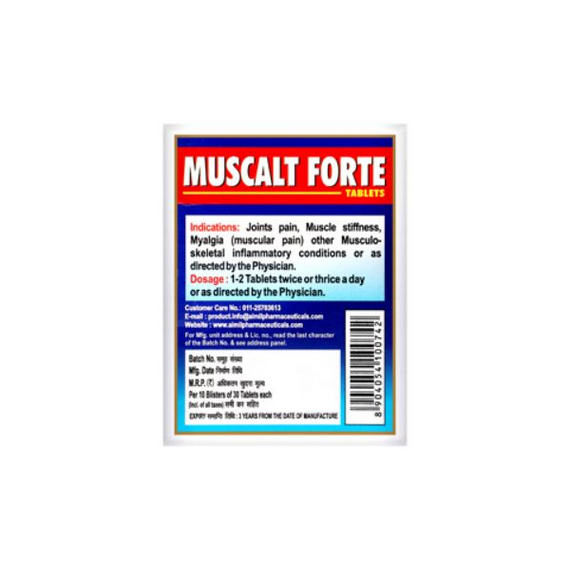 MUSCALT FORTE
TABLETS
Indications: Joints pain, Muscle stiffness,
Myalgia (muscular pain) other Musculo-
skeletal inflammatory conditions or as
directed by the Physician.
Dosage : 1-2 Tablets twice or thrice a day
or as directed by the Physician.
Customer Care No.: 011-25783613
E-mail : product.info@aimilpharmaceuticals.com
Website : www.aimilpharmaceuticals.com
For Mfg. unit address & Lic. no., read the last character
of the Batch No. & see address panel.
Batch No. समूह संख्या
Mfg. Date निर्माण तिथि
M.R.P. (₹) अधिकतम खुदरा मूल्य
Per 10 Blisters of 30 Tablets each
(Incl. of all taxes) सभी कर सहित
EXPIRY समाप्ति तिथि : 3 YEARS FROM THE DATE OF MANUFACTURE
8 904054 100742